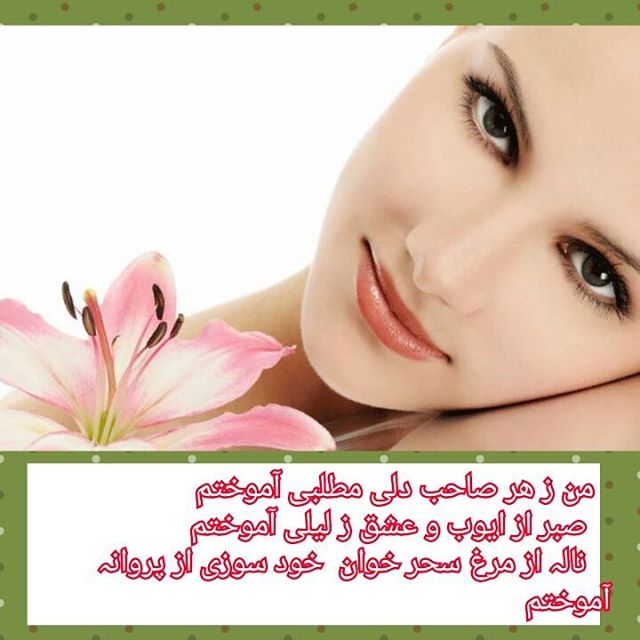 من ز هر صاحب دلی مطلبی آموختم
صبر از ایوب و عشق ز لیلی آموختم
ناله از مرغ سحر خوان خود سوزی از پروانه
آموختم